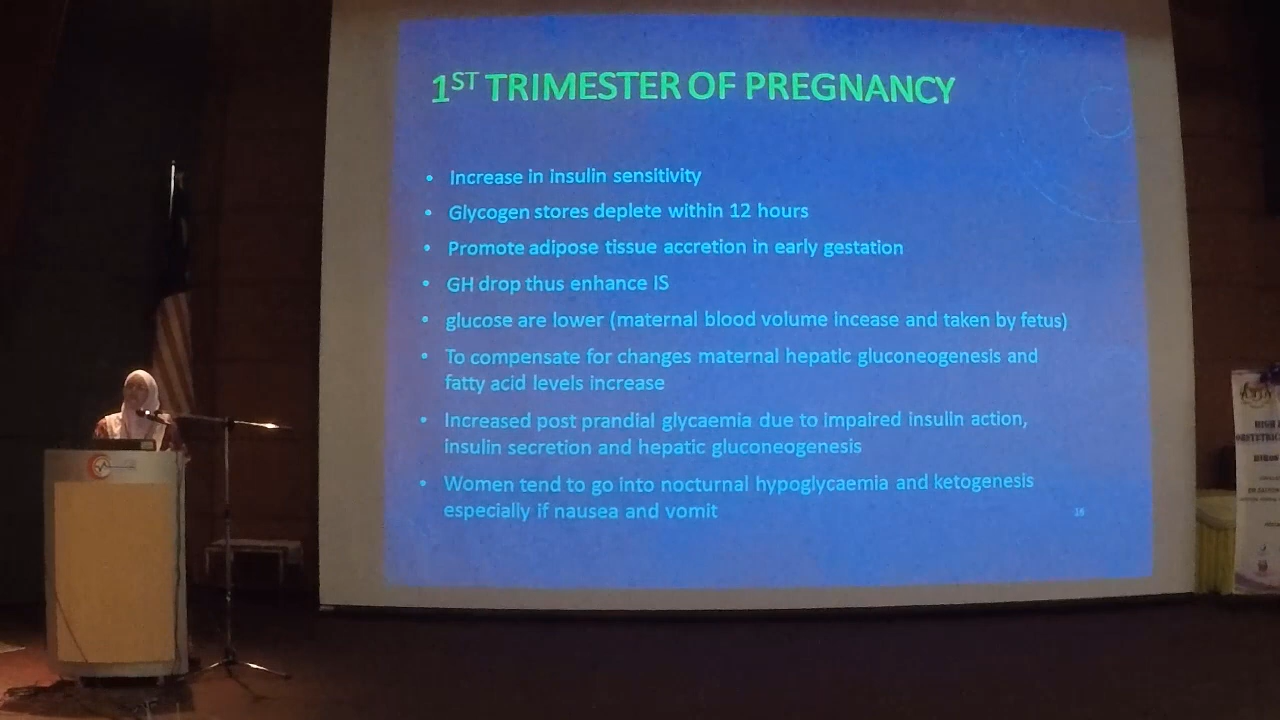 1ST TRIMESTER OF PREGNANCY
• Increase in insulin sensitivity
• Glycogen stores deplete within 12 hours
• Promote adipose tissue accretion in early gestation
• GH drop thus enhance IS
• glucose are lower (maternal blood volume incease and taken by fetus)
• To compensate for changes maternal hepatic gluconeogenesis and
fatty acid levels increase
• Increased post prandial glycaemia due to impaired insulin action,
insulin secretion and hepatic gluconeogenesis
• Women tend to go into nocturnal hypoglycaemia and ketogenesis
especially if nausea and vomit
16
HIGH